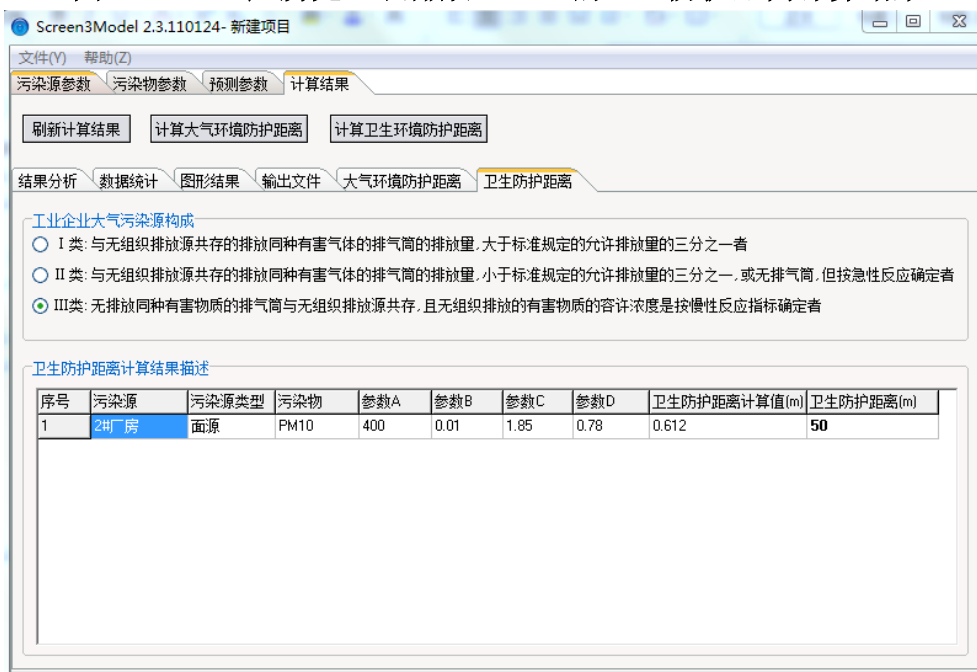 Screen3Model 2.3.110124- 新建项目
文件(Y) 帮助(Z)
污染源参数 污染物参数 预测参数 计算结果
刷新计算结果 计算大气环境防护距离 计算卫生环境防护距离
结果分析 数据统计 图形结果 输出文件 大气环境防护距离 卫生防护距离
工业企业大气污染源构成
I 类: 与无组织排放源共存的排放同种有害气体的排气筒的排放量,大于标准规定的允许排放量的三分之一者
II 类: 与无组织排放源共存的排放同种有害气体的排气筒的排放量,小于标准规定的允许排放量的三分之一,或无排气筒,但按急性反应确定者
III类: 无排放同种有害物质的排气筒与无组织排放源共存,且无组织排放的有害物质的容许浓度是按慢性反应指标确定者
卫生防护距离计算结果描述
序号 污染源 污染源类型 污染物 参数A 参数B 参数C 参数D 卫生防护距离计算值(m) 卫生防护距离(m)
1 2#厂房 面源 PM10 400 0.01 1.85 0.78 0.612 50